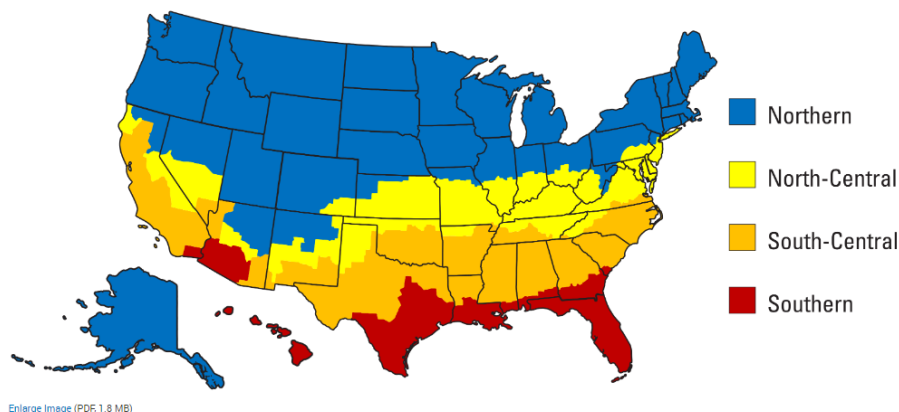 Northern
North-Central
South-Central
Southern
Enlarge Image (PDF, 1.8 MB)